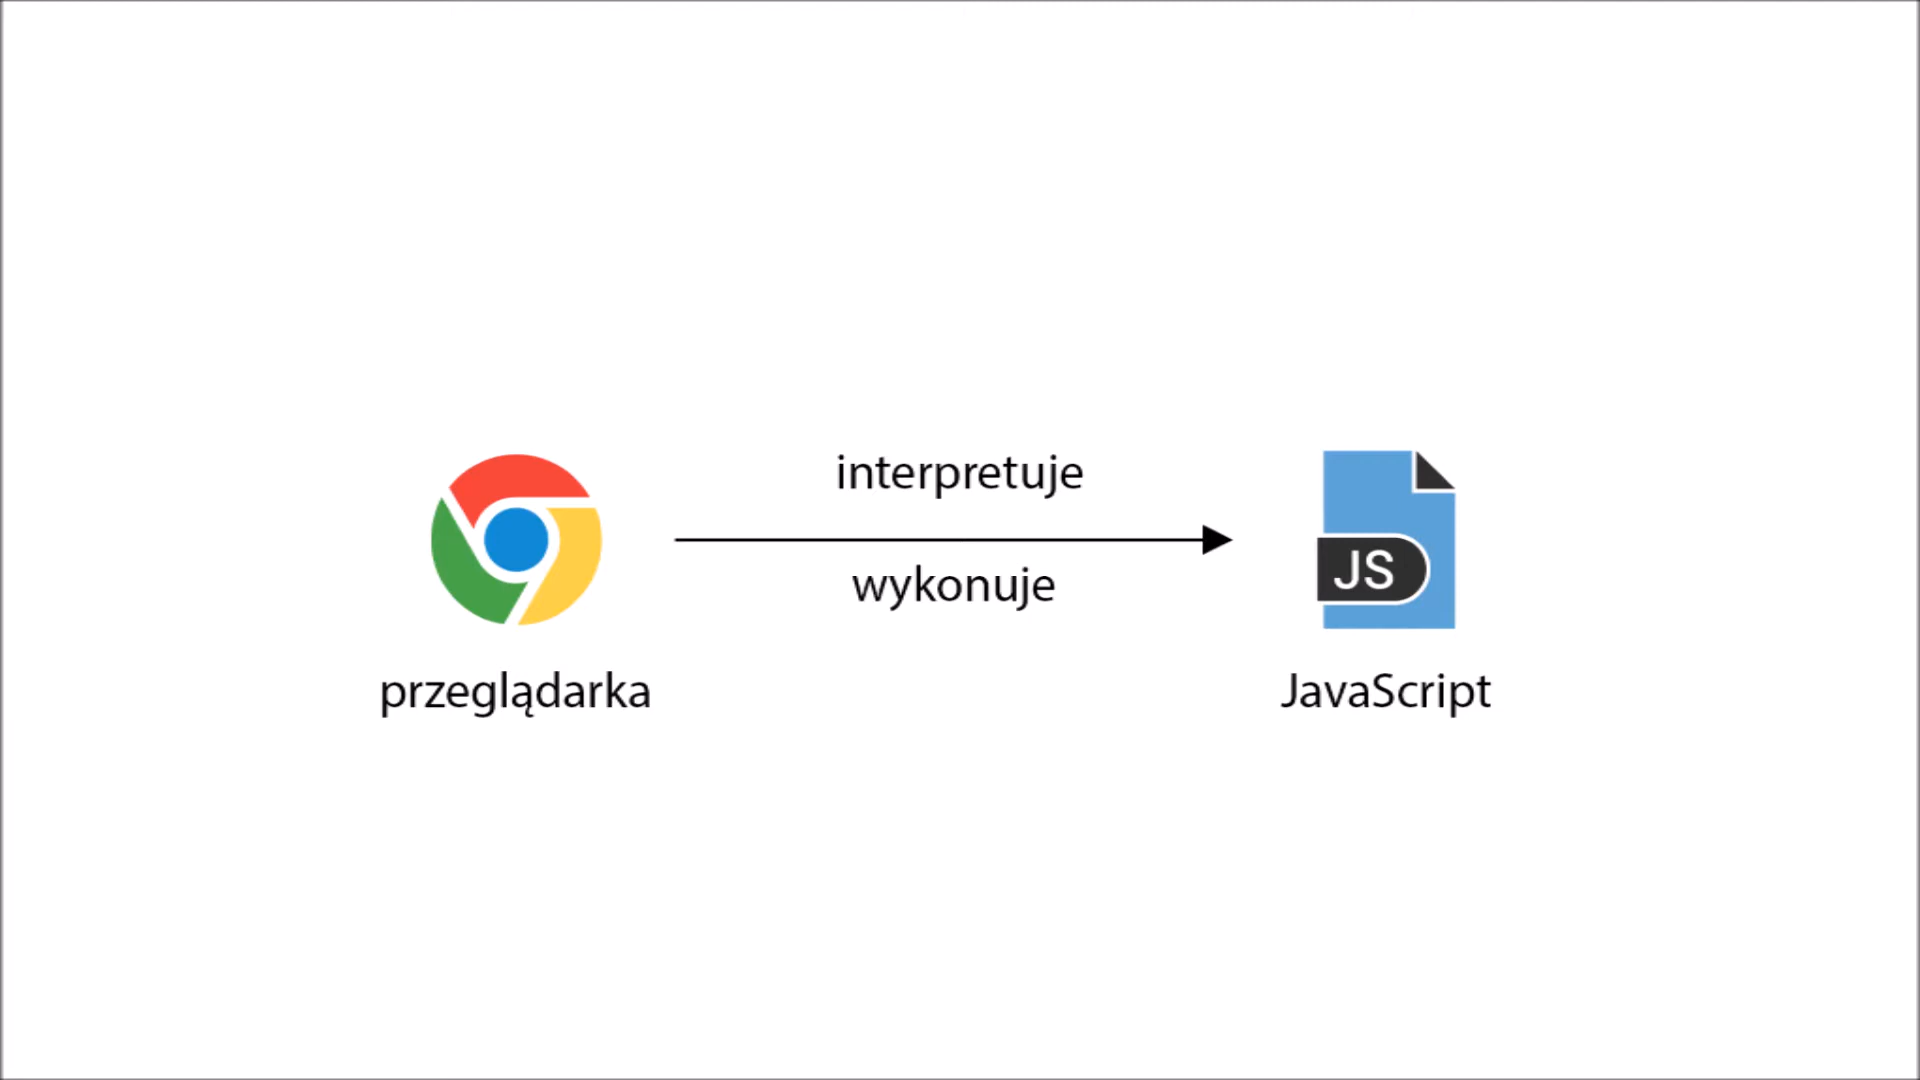 interpretuje
wykonuje
JS
przeglądarka
JavaScript